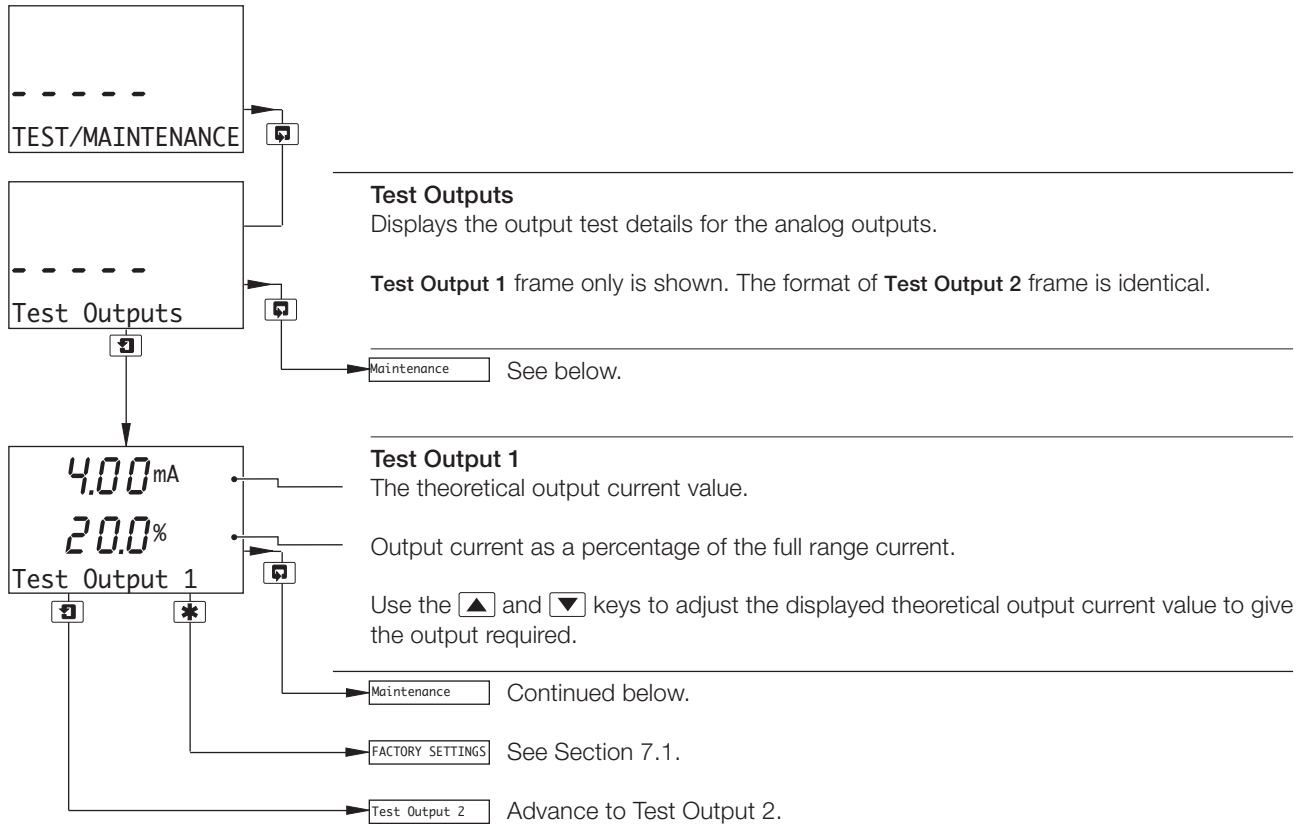 - - - - -
TEST/MAINTENANCE
- - - - -
Test Outputs
Test Outputs
Displays the output test details for the analog outputs.
Test Output 1 frame only is shown. The format of Test Output 2 frame is identical.
Maintenance See below.
4.00 mA
20.0 %
Test Output 1
Test Output 1
The theoretical output current value.
Output current as a percentage of the full range current.
Use the ▲ and ▼ keys to adjust the displayed theoretical output current value to give
the output required.
Maintenance Continued below.
FACTORY SETTINGS See Section 7.1.
Test Output 2 Advance to Test Output 2.